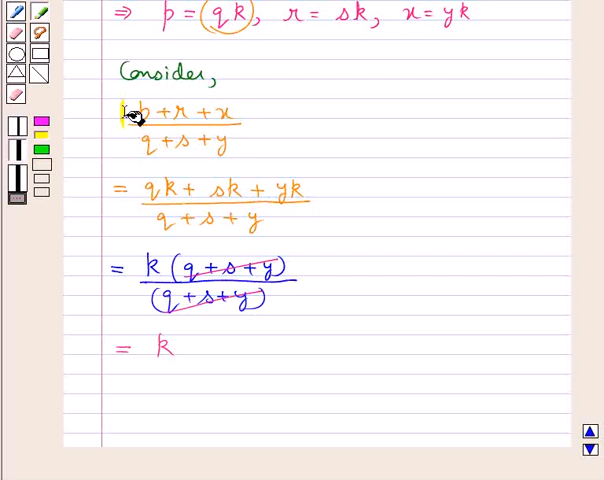 ⇒ p = qk, r = sk, x = yk
Consider,
p + r + x
q + s + y
= qk + sk + yk
q + s + y
= k (q + s + y)
(q + s + y)
= k